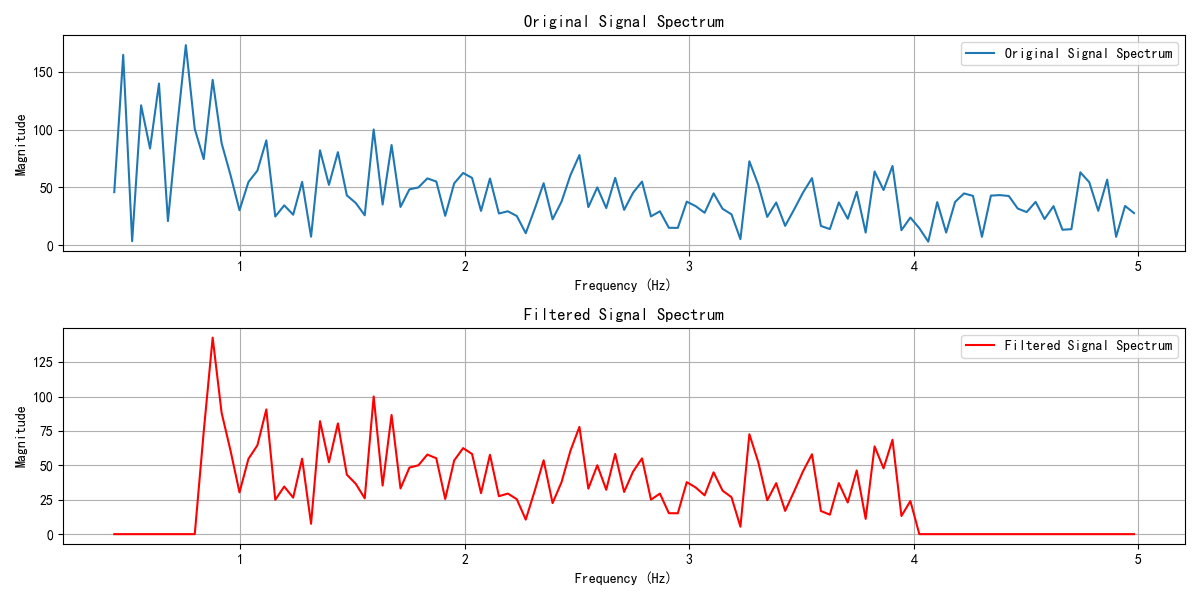 Original Signal Spectrum
Original Signal Spectrum
Magnitude
150
100
50
0
1 2 3 4 5
Frequency (Hz)
Filtered Signal Spectrum
Filtered Signal Spectrum
Magnitude
125
100
75
50
25
0
1 2 3 4 5
Frequency (Hz)